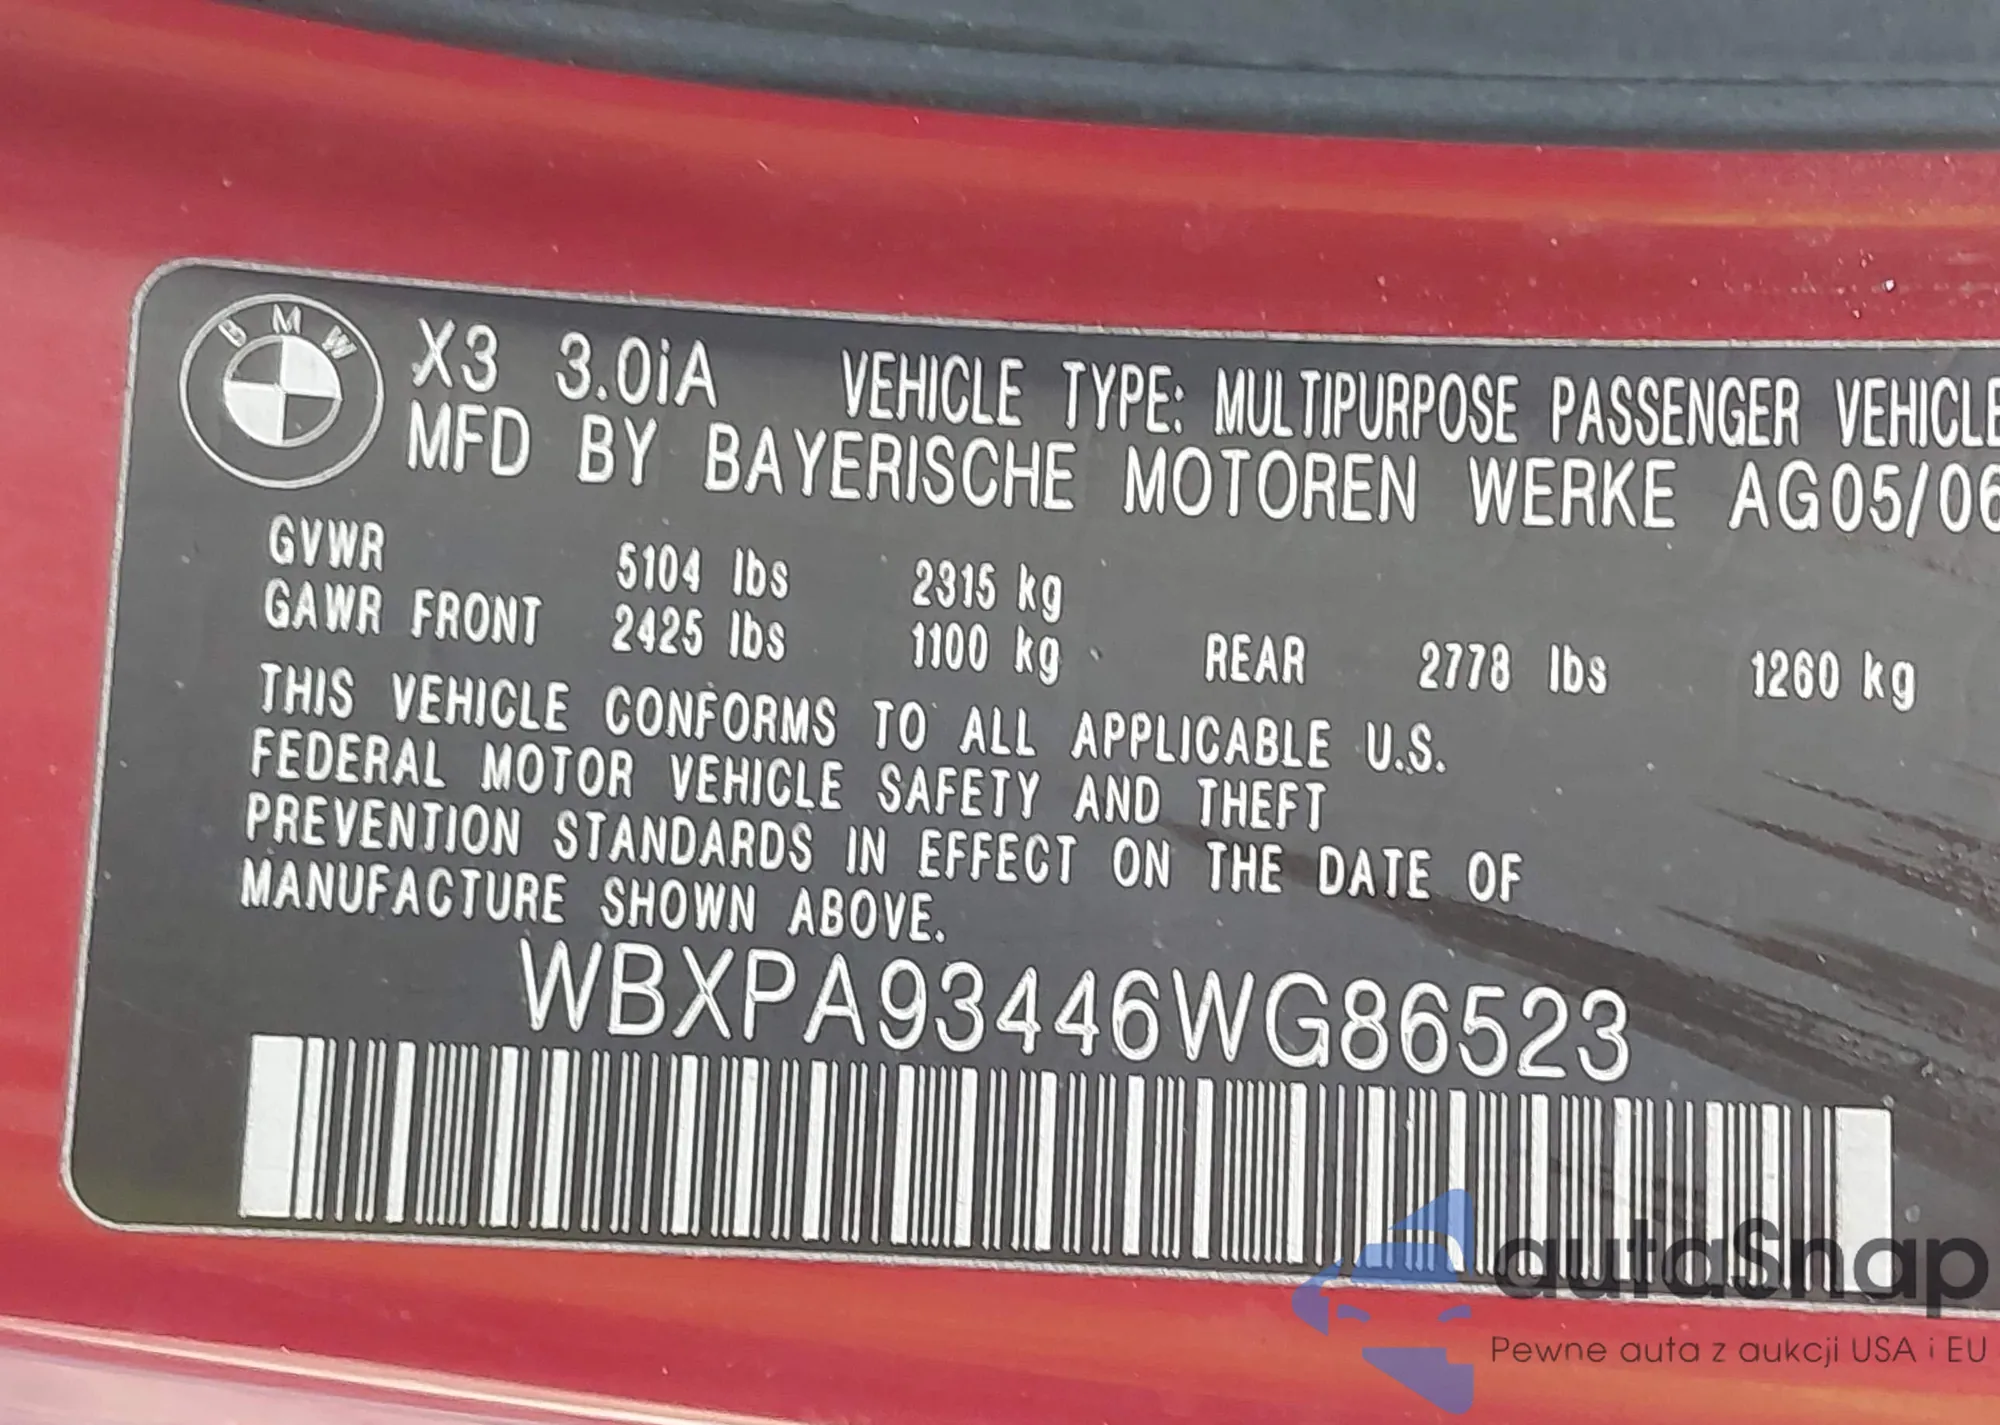 BMW
X3 3.0iA VEHICLE TYPE: MULTIPURPOSE PASSENGER VEHICLE
MFD BY BAYERISCHE MOTOREN WERKE AG 05/06
GVWR 5104 lbs 2315 kg
GAWR FRONT 2425 lbs 1100 kg REAR 2778 lbs 1260 kg
THIS VEHICLE CONFORMS TO ALL APPLICABLE U.S.
FEDERAL MOTOR VEHICLE SAFETY AND THEFT
PREVENTION STANDARDS IN EFFECT ON THE DATE OF
MANUFACTURE SHOWN ABOVE.
WBXPA93446WG86523
autaSnap
Pewne auta z aukcji USA i EU